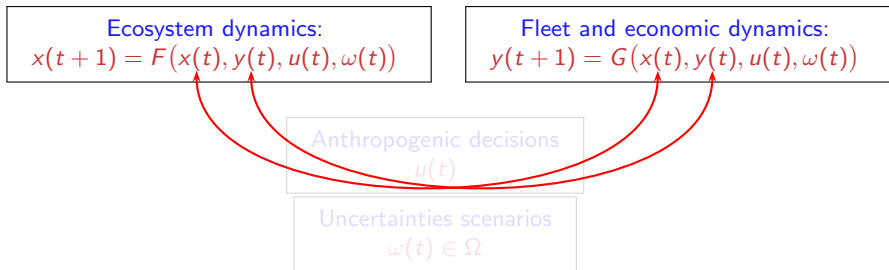 Ecosystem dynamics:
x(t + 1) = F(x(t), y(t), u(t), ω(t))
Fleet and economic dynamics:
y(t + 1) = G(x(t), y(t), u(t), ω(t))
Anthropogenic decisions
u(t)
Uncertainties scenarios
ω(t) ∈ Ω